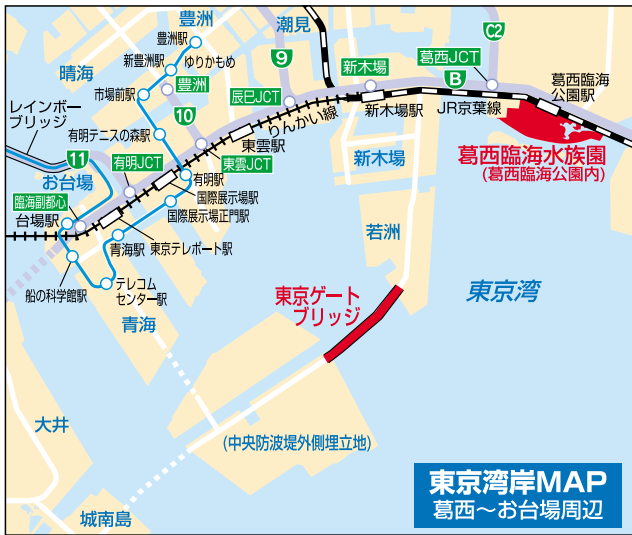 豊洲
豊洲駅
新豊洲駅
ゆりかもめ
潮見
9
C2
葛西JCT
新木場
B
葛西臨海
公園駅
晴海
豊洲
市場前駅
10
辰巳JCT
新木場駅
JR京葉線
レインボー
ブリッジ
有明テニスの森駅
りんかい線
東雲駅
東雲JCT
新木場
葛西臨海水族園
(葛西臨海公園内)
11
有明JCT
お台場
有明駅
国際展示場駅
国際展示場正門駅
臨海副都心
台場駅
若洲
青海駅
東京テレポート駅
船の科学館駅
テレコム
センター駅
青海
東京ゲート
ブリッジ
東京湾
大井
(中央防波堤外側埋立地)
城南島
東京湾岸MAP
葛西~お台場周辺